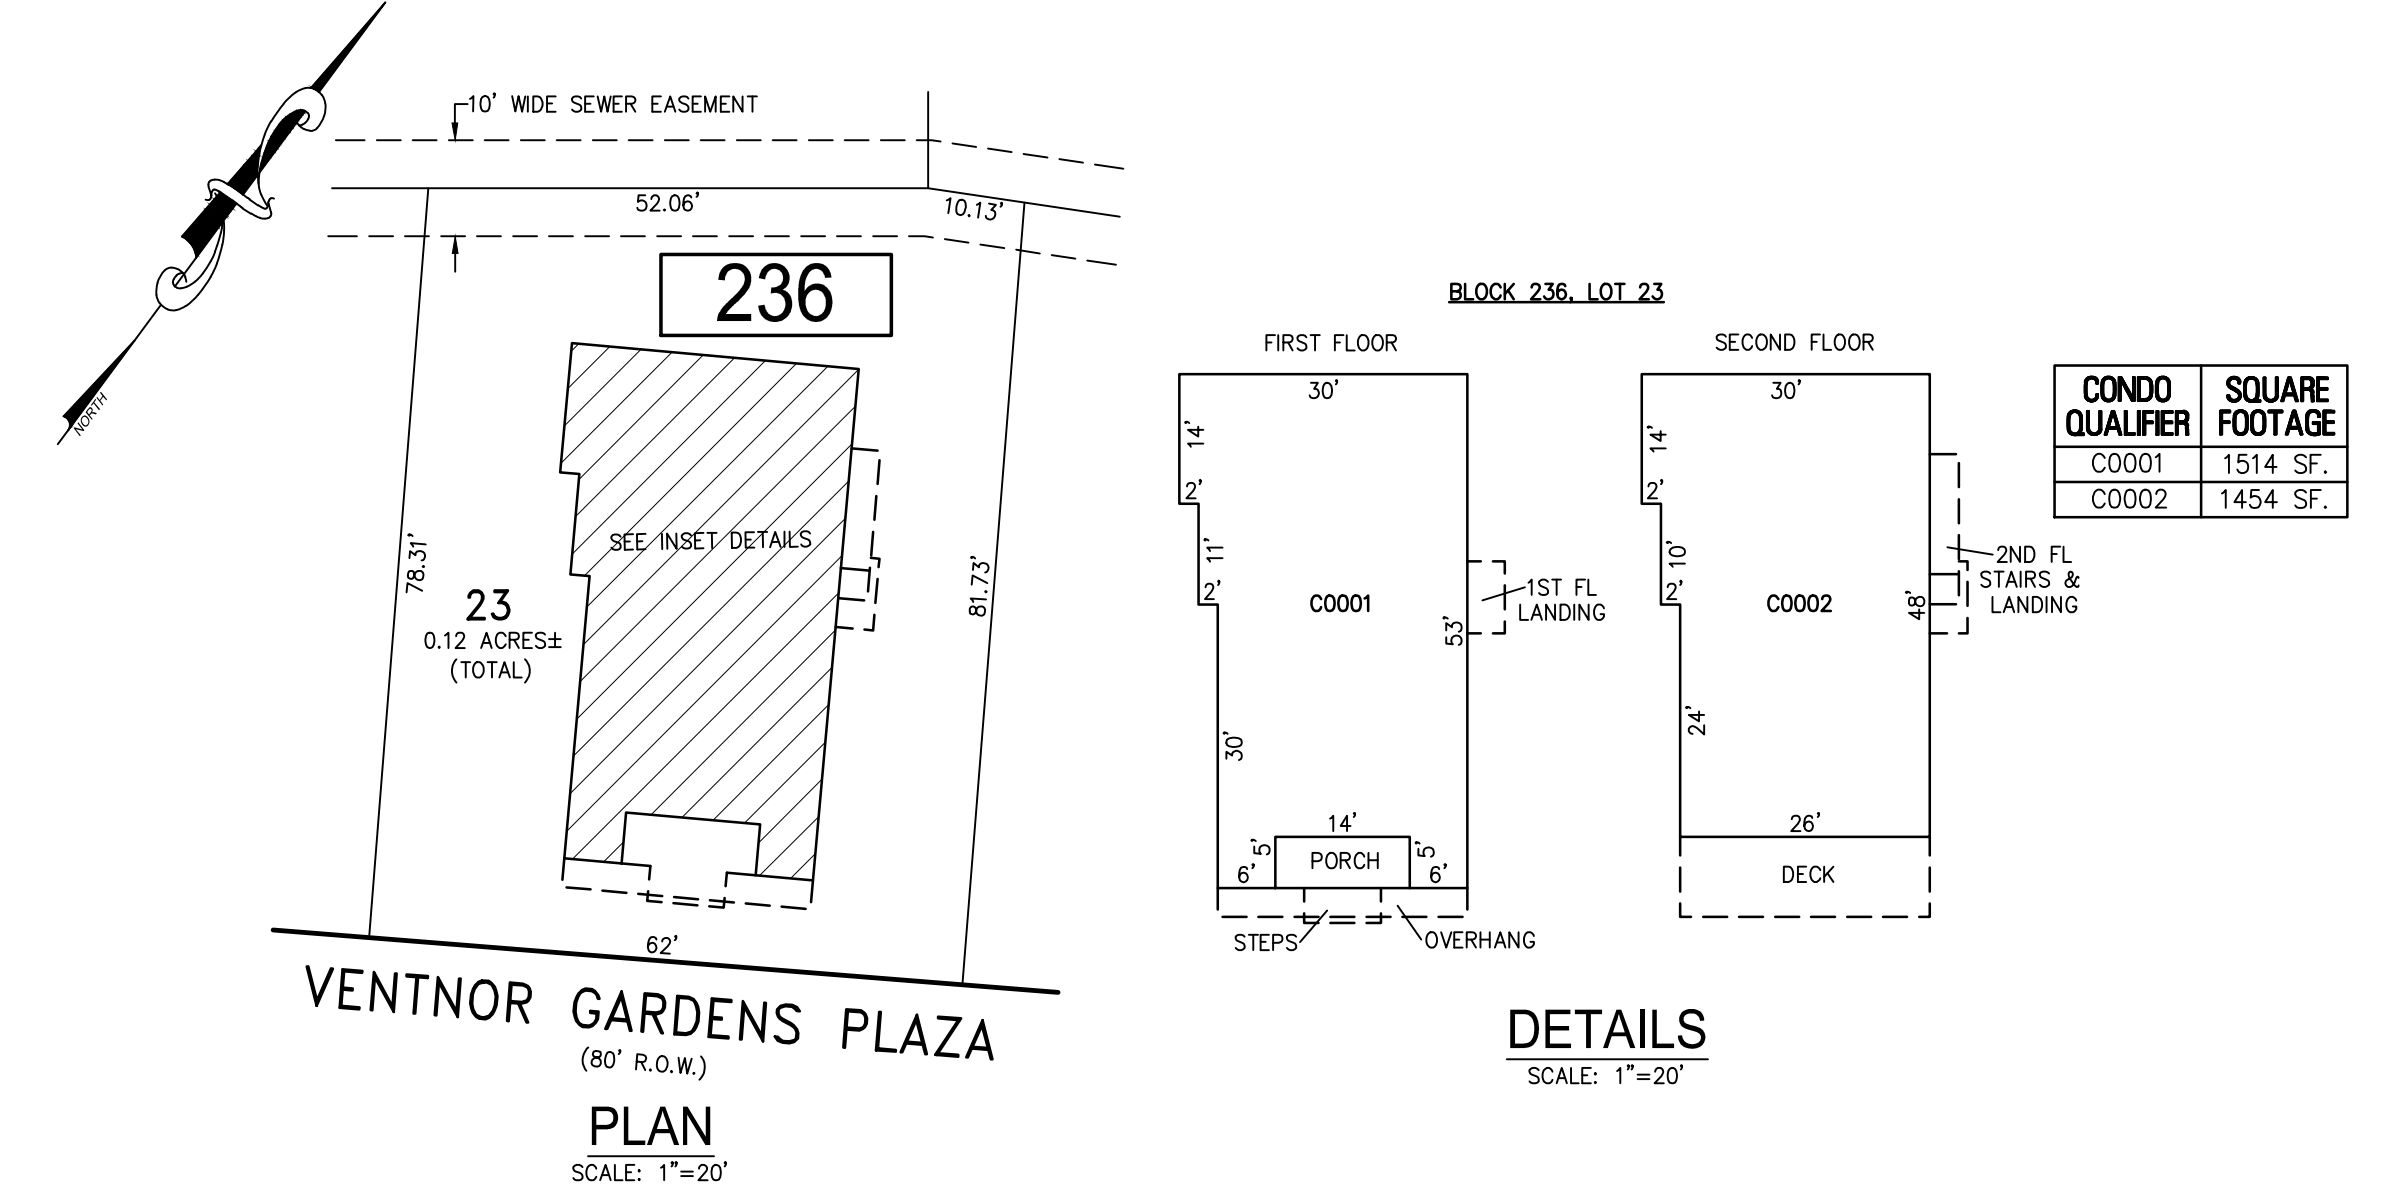 10' WIDE SEWER EASEMENT
52.06'
10.13'
236
NORTH
78.31'
SEE INSET DETAILS
23
0.12 ACRES±
(TOTAL)
81.73'
62'
VENTNOR GARDENS PLAZA
(80' R.O.W.)
PLAN
SCALE: 1"=20'
BLOCK 236, LOT 23
FIRST FLOOR
30'
14'
2'
11'
2'
C0001
1ST FL
LANDING
53'
30'
14'
5'
PORCH
5'
6'
6'
STEPS
OVERHANG
SECOND FLOOR
30'
14'
2'
10'
2'
C0002
2ND FL
STAIRS &
LANDING
48'
24'
26'
DECK
DETAILS
SCALE: 1"=20'
CONDO QUALIFIER SQUARE FOOTAGE
C0001 1514 SF.
C0002 1454 SF.